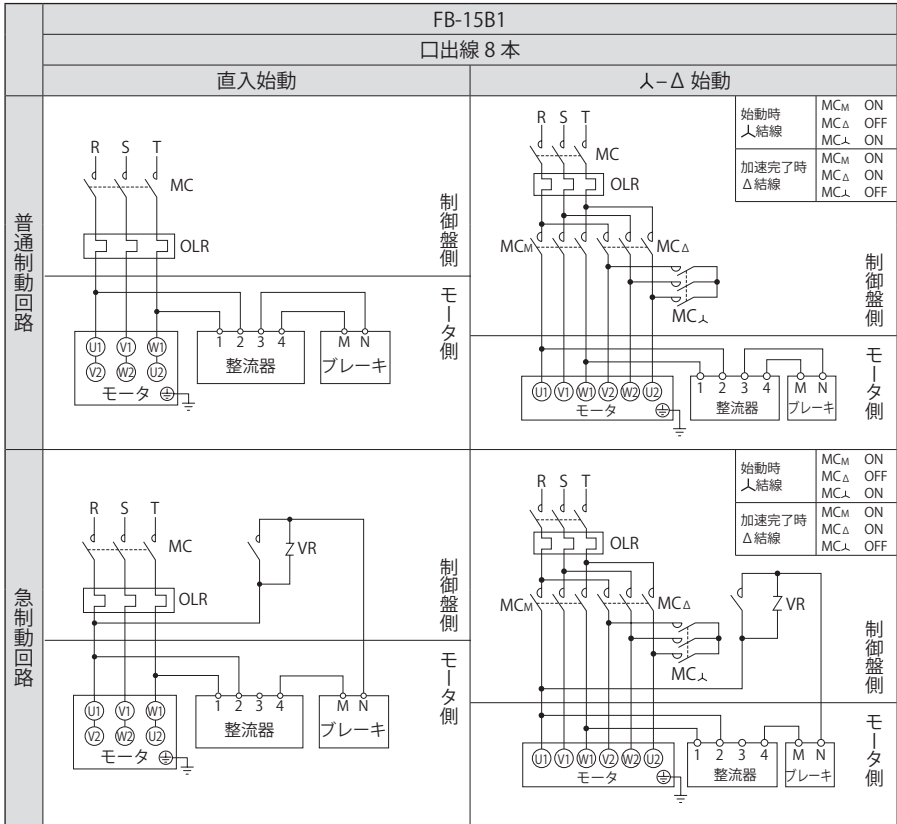 FB-15B1
口出線 8 本
直入始動
人–Δ 始動
普通制動回路
R S T
MC
OLR
制御盤側
モータ側
U1 V1 W1
V2 W2 U2
モータ
1 2 3 4
整流器
M N
ブレーキ
始動時
人結線
MCM ON
MCΔ OFF
MC人 ON
加速完了時
Δ結線
MCM ON
MCΔ ON
MC人 OFF
R S T
MC
OLR
MCM
MCΔ
MC人
制御盤側
モータ側
U1 V1 W1 V2 W2 U2
モータ
1 2 3 4
整流器
M N
ブレーキ
急制動回路
R S T
MC
VR
OLR
制御盤側
モータ側
U1 V1 W1
V2 W2 U2
モータ
1 2 3 4
整流器
M N
ブレーキ
始動時
人結線
MCM ON
MCΔ OFF
MC人 ON
加速完了時
Δ結線
MCM ON
MCΔ ON
MC人 OFF
R S T
OLR
MCM
MCΔ
VR
MC人
制御盤側
モータ側
U1 V1 W1 V2 W2 U2
モータ
1 2 3 4
整流器
M N
ブレーキ